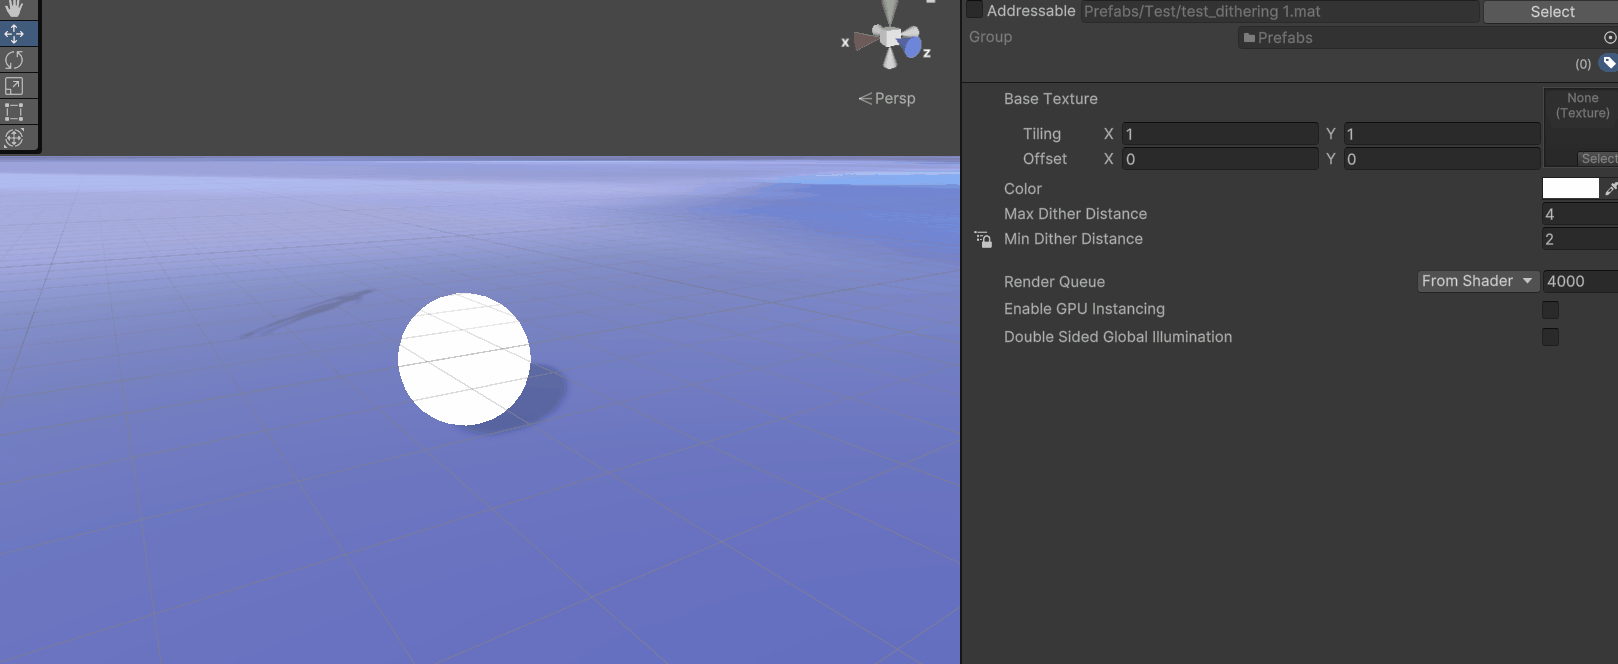 Addressable Prefabs/Test/test_dithering 1.mat Select
Group Prefabs
(0)
x z
Persp
Base Texture None
(Texture)
Tiling X 1 Y 1
Offset X 0 Y 0
Select
Color
Max Dither Distance 4
Min Dither Distance 2
Render Queue From Shader 4000
Enable GPU Instancing
Double Sided Global Illumination